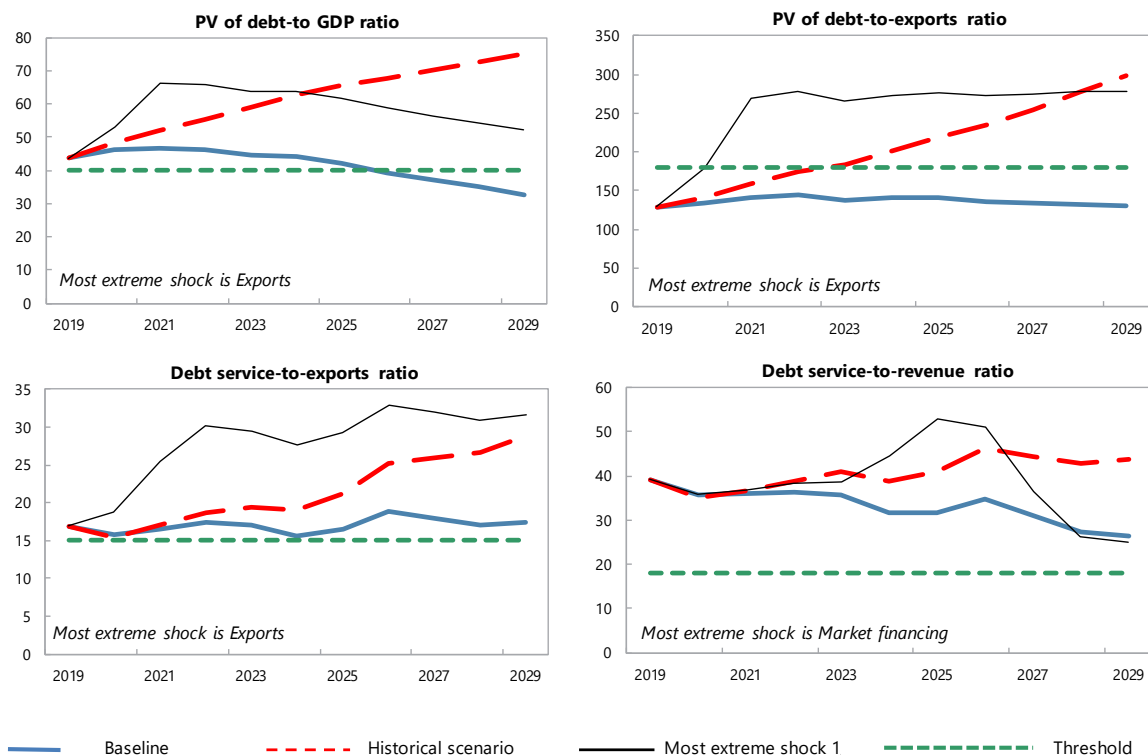 PV of debt-to GDP ratio
80
70
60
50
40
30
20
10
0
Most extreme shock is Exports
2019 2021 2023 2025 2027 2029
PV of debt-to-exports ratio
350
300
250
200
150
100
50
0
Most extreme shock is Exports
2019 2021 2023 2025 2027 2029
Debt service-to-exports ratio
35
30
25
20
15
10
5
0
Most extreme shock is Exports
2019 2021 2023 2025 2027 2029
Debt service-to-revenue ratio
60
50
40
30
20
10
0
Most extreme shock is Market financing
2019 2021 2023 2025 2027 2029
Baseline Historical scenario Most extreme shock 1 Threshold